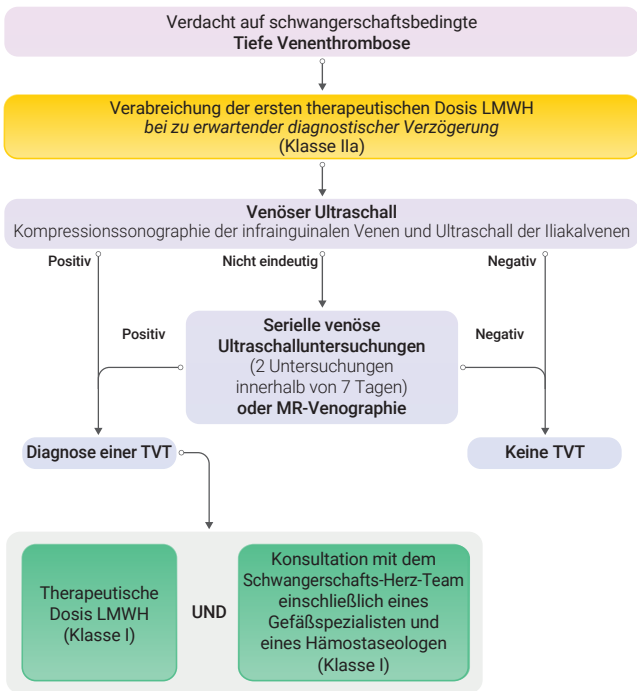 Verdacht auf schwangerschaftsbedingte
Tiefe Venenthrombose
Verabreichung der ersten therapeutischen Dosis LMWH
bei zu erwartender diagnostischer Verzögerung
(Klasse IIa)
Venöser Ultraschall
Kompressionssonographie der infrainguinalen Venen und Ultraschall der Iliakalvenen
Positiv
Nicht eindeutig
Negativ
Positiv
Serielle venöse
Ultraschalluntersuchungen
(2 Untersuchungen
innerhalb von 7 Tagen)
oder MR-Venographie
Negativ
Diagnose einer TVT
Keine TVT
Therapeutische
Dosis LMWH
(Klasse I)
UND
Konsultation mit dem
Schwangerschafts-Herz-Team
einschließlich eines
Gefäßspezialisten und
eines Hämostaseologen
(Klasse I)